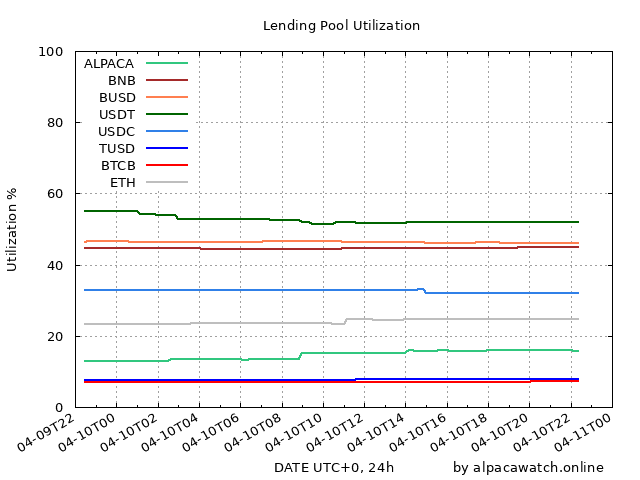 Lending Pool Utilization
100
80
60
40
20
0
Utilization %
ALPACA
BNB
BUSD
USDT
USDC
TUSD
BTCB
ETH
04-09T22
04-10T00
04-10T02
04-10T04
04-10T06
04-10T08
04-10T10
04-10T12
04-10T14
04-10T16
04-10T18
04-10T20
04-10T22
04-11T00
DATE UTC+0, 24h
by alpacawatch.online